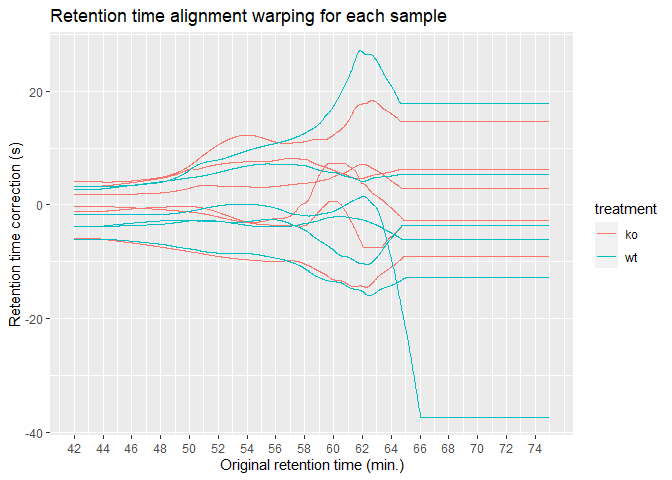 Retention time alignment warping for each sample
Retention time correction (s)
20
0
-20
-40
42 44 46 48 50 52 54 56 58 60 62 64 66 68 70 72 74
Original retention time (min.)
treatment
ko
wt